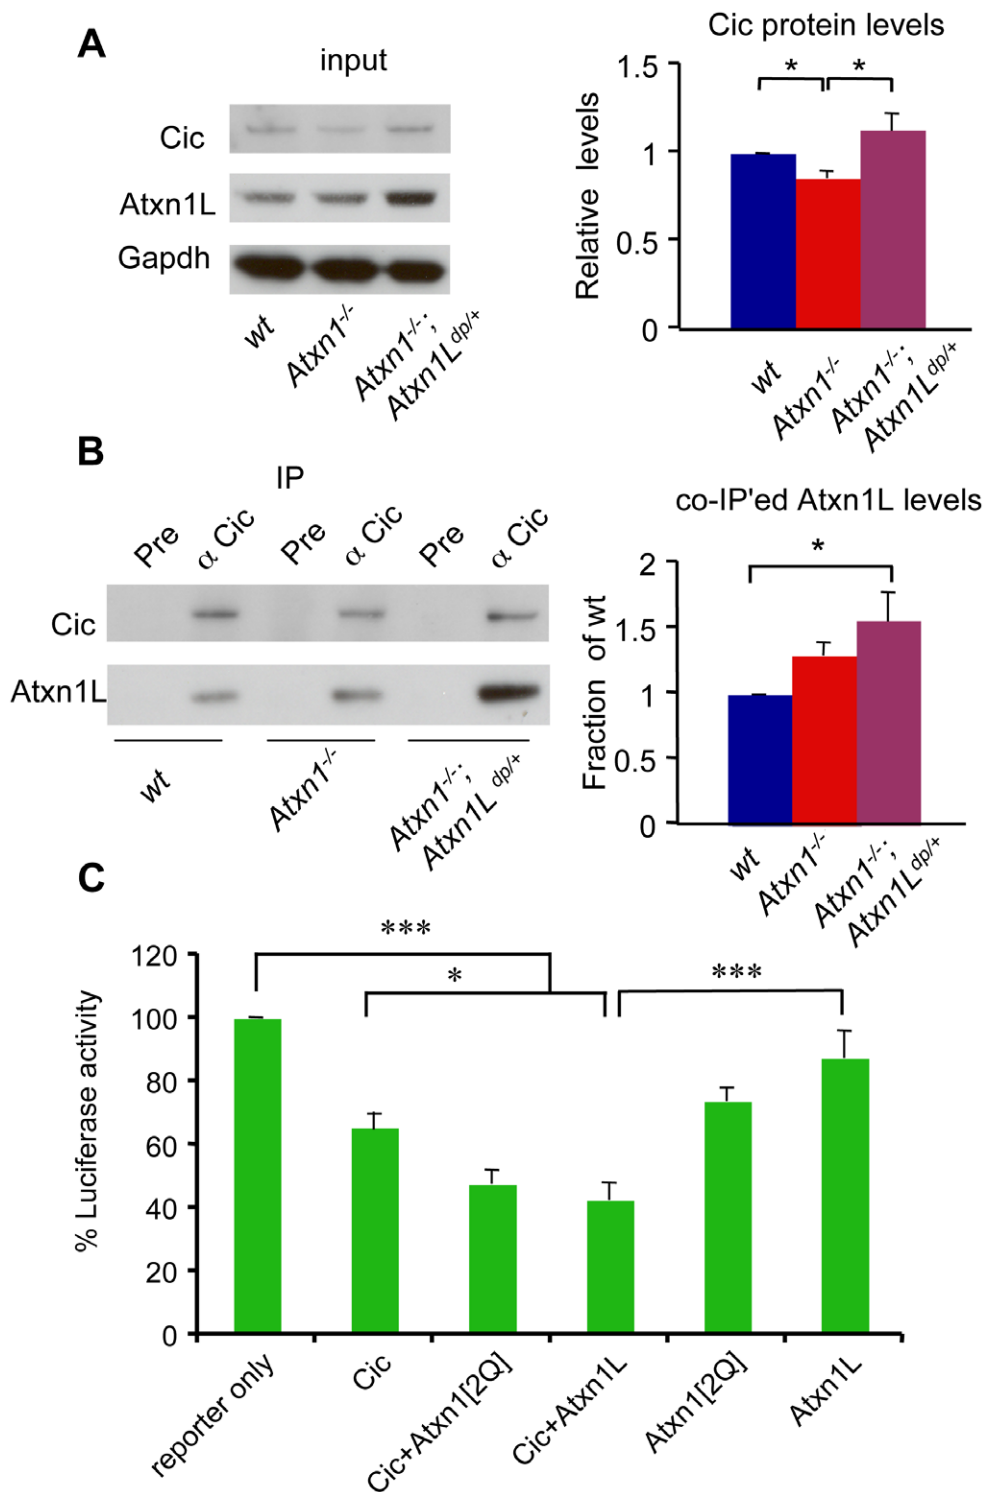 A
input
Cic
Atxn1L
Gapdh
wt
Atxn1-/-
Atxn1-/-;
Atxn1L dp/+
Cic protein levels
Relative levels
1.5
1
0.5
0
* *
wt
Atxn1-/-
Atxn1-/-;
Atxn1L dp/+
B
IP
Pre α Cic Pre α Cic Pre α Cic
Cic
Atxn1L
wt
Atxn1-/-
Atxn1-/-;
Atxn1L dp/+
co-IP'ed Atxn1L levels
Fraction of wt
2
1.5
1
0.5
0
*
wt
Atxn1-/-
Atxn1-/-;
Atxn1L dp/+
C
% Luciferase activity
120
100
80
60
40
20
0
***
*
***
reporter only
Cic
Cic+Atxn1[2Q]
Cic+Atxn1L
Atxn1[2Q]
Atxn1L